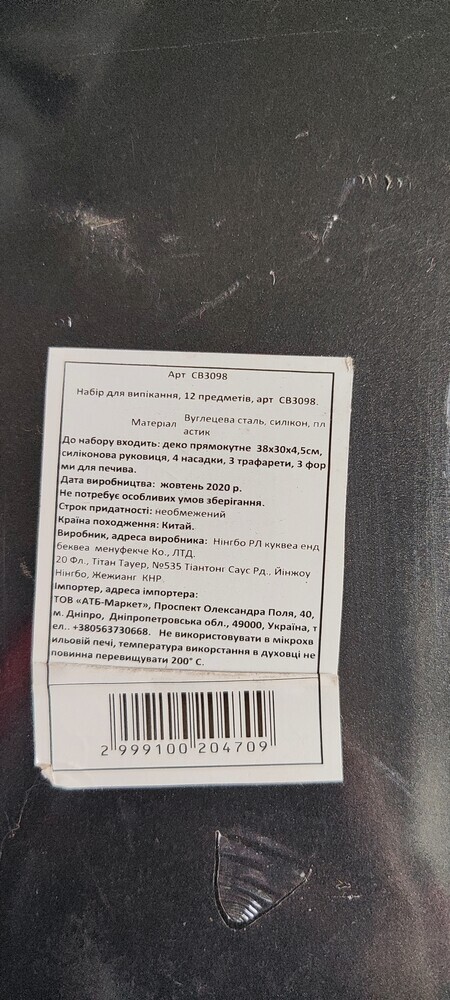 Арт СВ3098
Набір для випікання, 12 предметів, арт СВ3098.
Матеріал Вуглецева сталь, силікон, пл
астик
До набору входить: деко прямокутне 38х30х4,5см,
силіконова руковиця, 4 насадки, 3 трафарети, 3 фор
ми для печива.
Дата виробництва: жовтень 2020 р.
Не потребує особливих умов зберігання.
Строк придатності: необмежений
Країна походження: Китай.
Виробник, адреса виробника: Нінгбо РЛ куквеа енд
беквеа менуфекче Ко., ЛТД.
20 Фл., Тітан Тауер, №535 Тіантонг Саус Рд., Йінжоу
Нінгбо, Жежианг КНР.
Імпортер, адреса імпортера:
ТОВ «АТБ-Маркет», Проспект Олександра Поля, 40,
м. Дніпро, Дніпропетровська обл., 49000, Україна, т
ел.. +380563730668. Не використовувати в мікрохв
ильовій печі, температура використання в духовці не
повинна перевищувати 200° С.
2 999100 204709